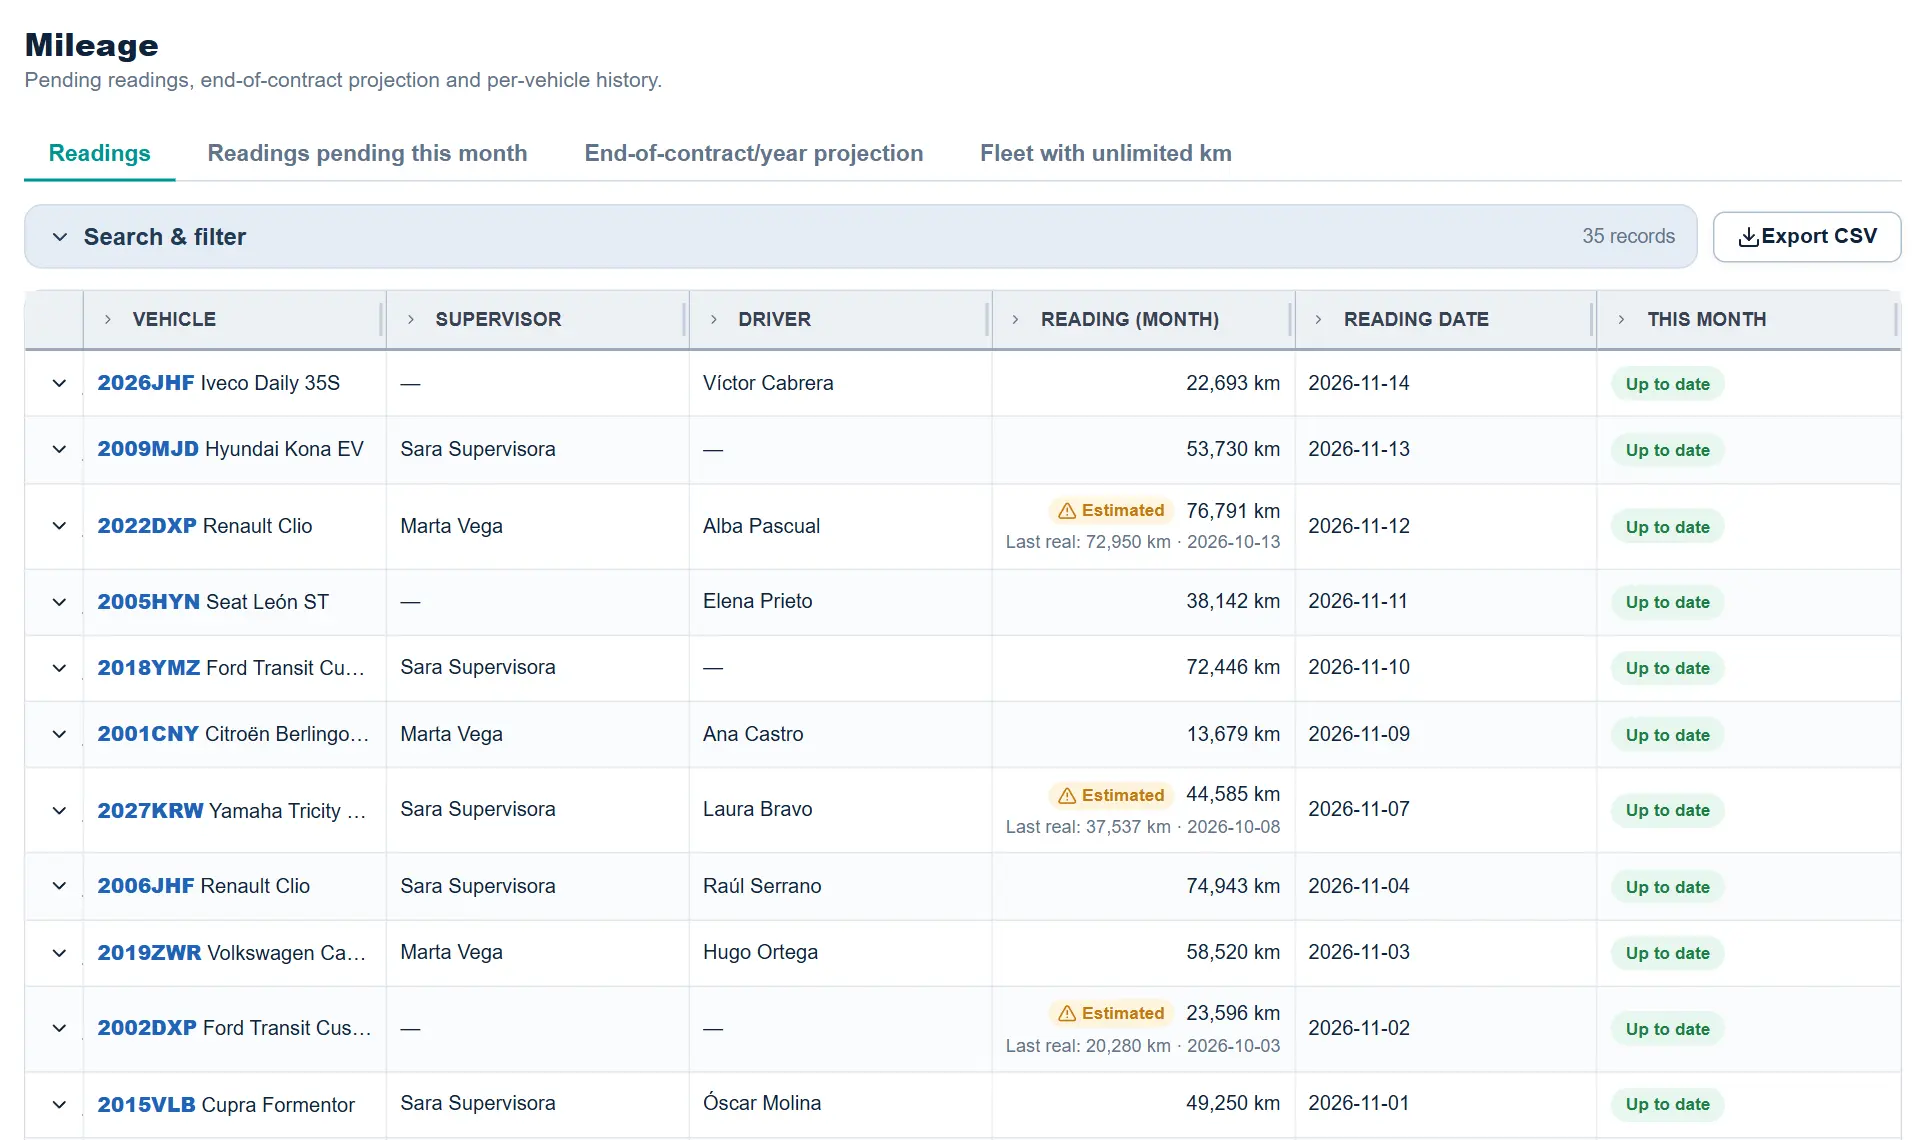 Mileage
Pending readings, end-of-contract projection and per-vehicle history.
Readings Readings pending this month End-of-contract/year projection Fleet with unlimited km
Search & filter 35 records Export CSV
VEHICLE SUPERVISOR DRIVER READING (MONTH) READING DATE THIS MONTH
2026JHF Iveco Daily 35S — Víctor Cabrera 22,693 km 2026-11-14 Up to date
2009MJD Hyundai Kona EV Sara Supervisora — 53,730 km 2026-11-13 Up to date
2022DXP Renault Clio Marta Vega Alba Pascual Estimated 76,791 km 2026-11-12 Up to date
Last real: 72,950 km · 2026-10-13
2005HYN Seat León ST — Elena Prieto 38,142 km 2026-11-11 Up to date
2018YMZ Ford Transit Cu… Sara Supervisora — 72,446 km 2026-11-10 Up to date
2001CNY Citroën Berlingo… Marta Vega Ana Castro 13,679 km 2026-11-09 Up to date
2027KRW Yamaha Tricity … Sara Supervisora Laura Bravo Estimated 44,585 km 2026-11-07 Up to date
Last real: 37,537 km · 2026-10-08
2006JHF Renault Clio Sara Supervisora Raúl Serrano 74,943 km 2026-11-04 Up to date
2019ZWR Volkswagen Ca… Marta Vega Hugo Ortega 58,520 km 2026-11-03 Up to date
2002DXP Ford Transit Cus… — — Estimated 23,596 km 2026-11-02 Up to date
Last real: 20,280 km · 2026-10-03
2015VLB Cupra Formentor Sara Supervisora Óscar Molina 49,250 km 2026-11-01 Up to date